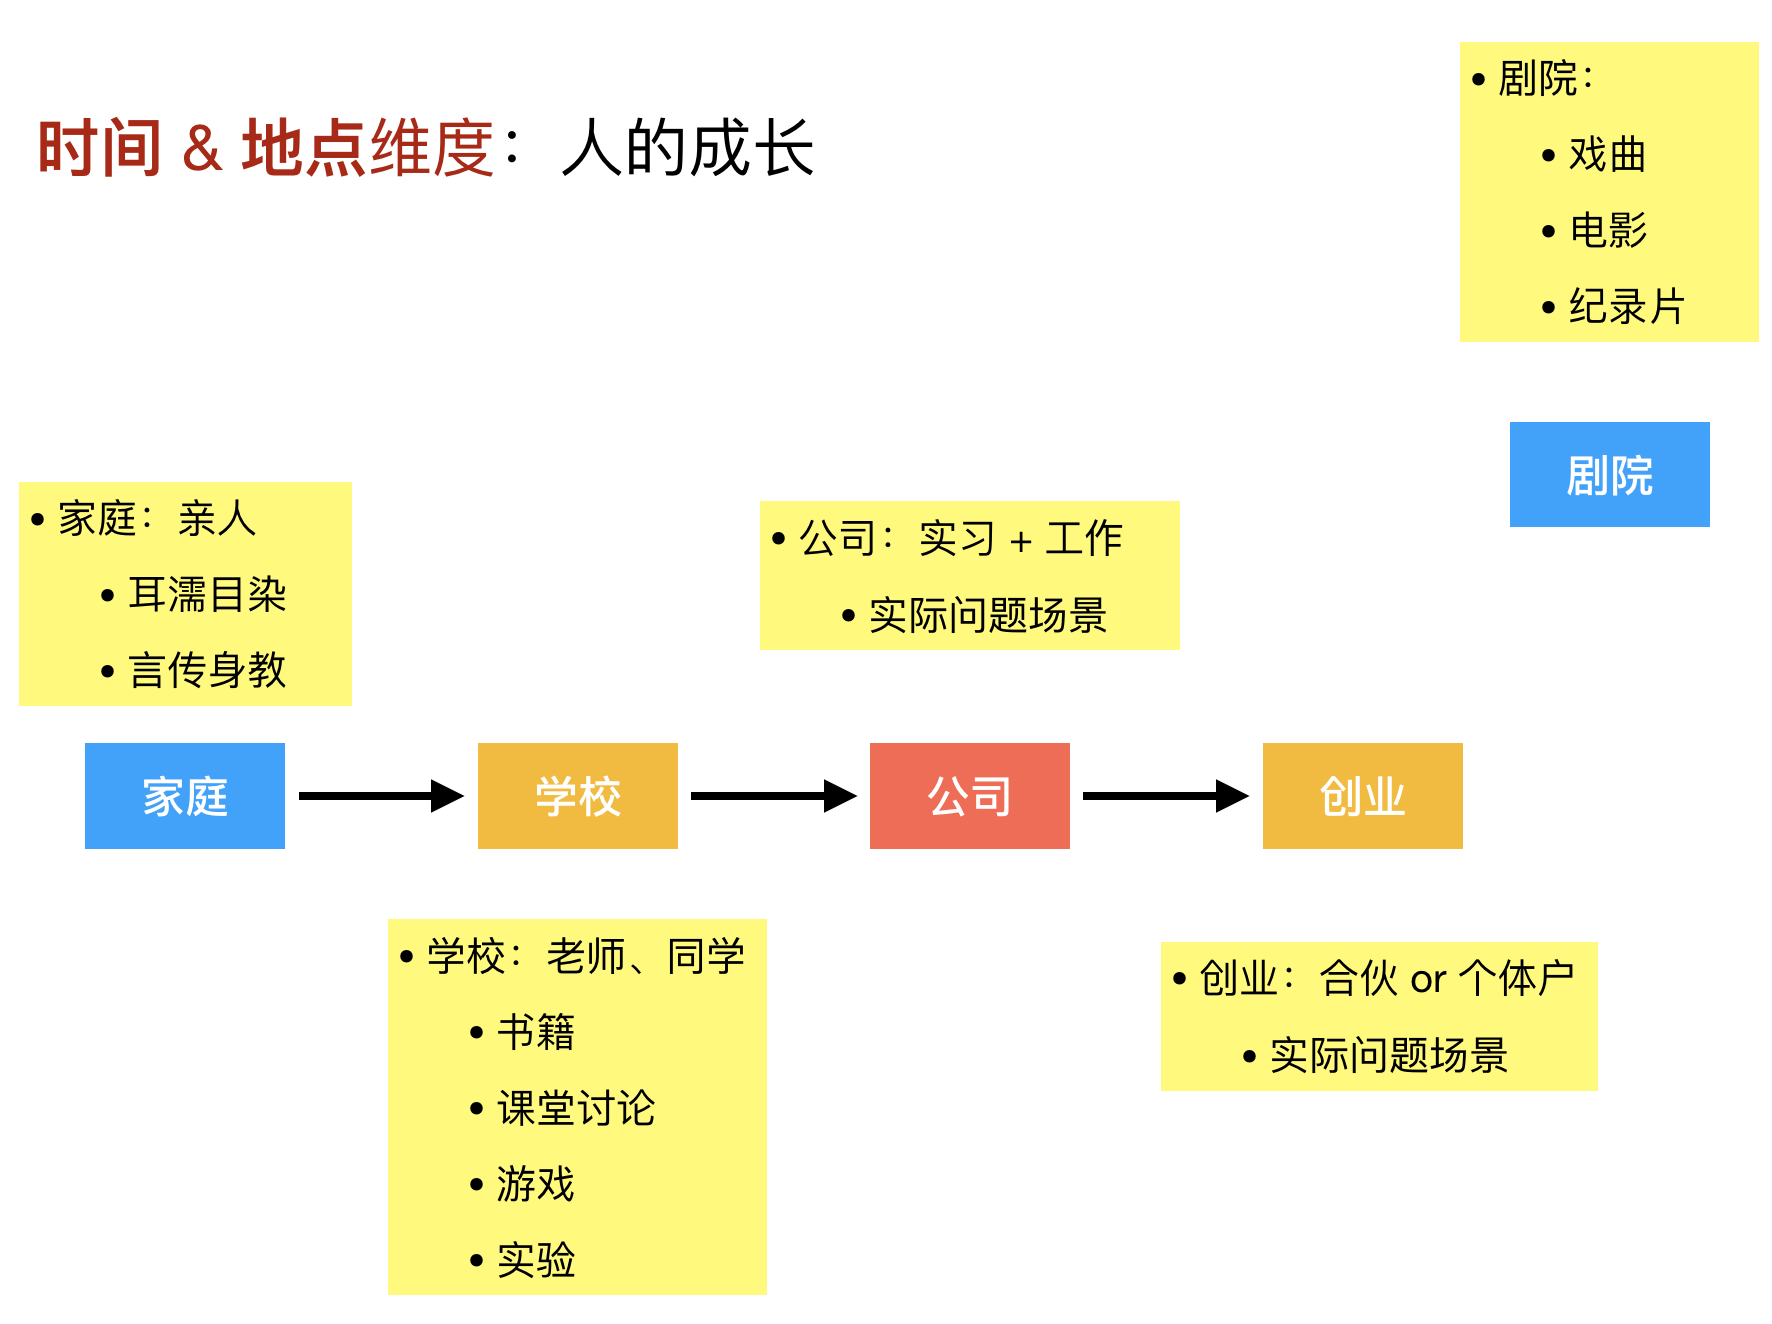 时间 & 地点维度：人的成长
• 剧院：
• 戏曲
• 电影
• 纪录片
剧院
• 家庭：亲人
• 耳濡目染
• 言传身教
• 公司：实习 + 工作
• 实际问题场景
家庭
学校
公司
创业
• 学校：老师、同学
• 书籍
• 课堂讨论
• 游戏
• 实验
• 创业：合伙 or 个体户
• 实际问题场景